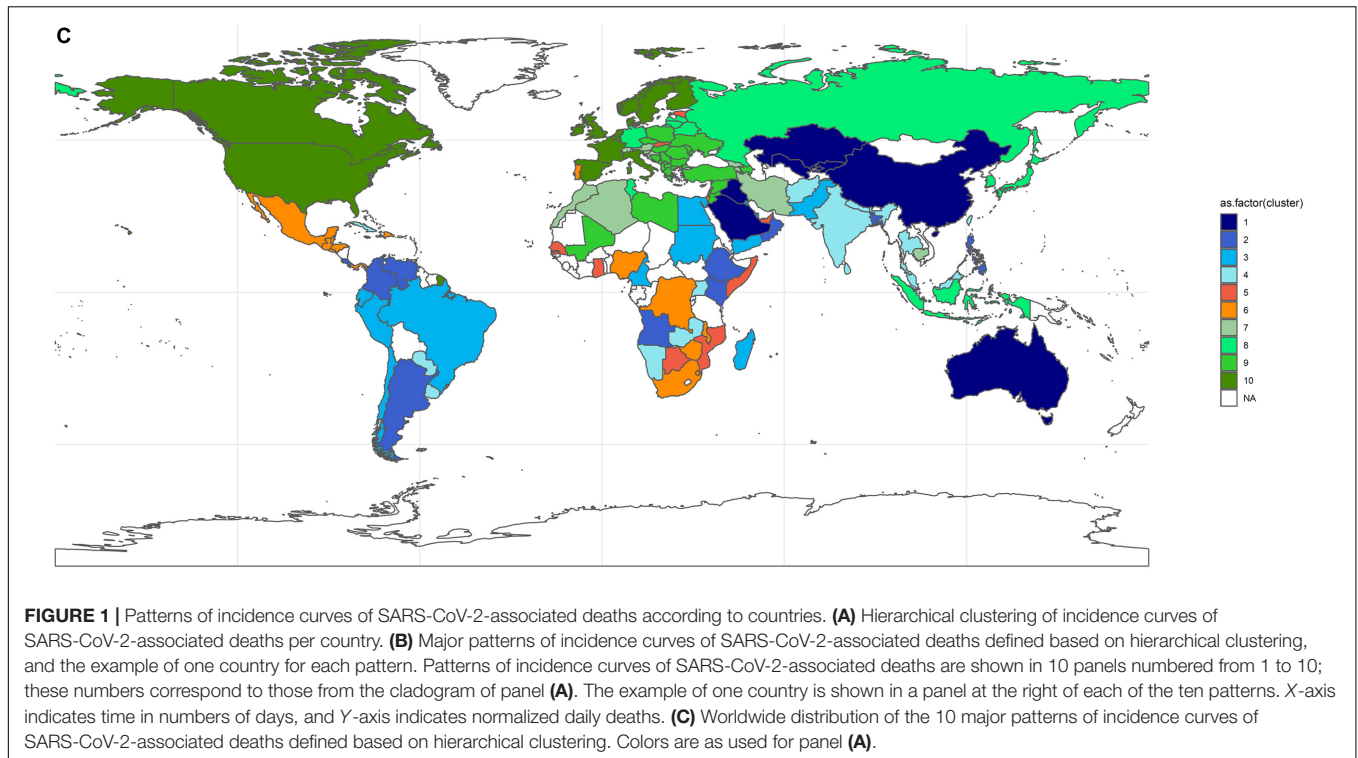 C
as.factor(cluster)
1
2
3
4
5
6
7
8
9
10
NA
FIGURE 1 | Patterns of incidence curves of SARS-CoV-2-associated deaths according to countries. (A) Hierarchical clustering of incidence curves of
SARS-CoV-2-associated deaths per country. (B) Major patterns of incidence curves of SARS-CoV-2-associated deaths defined based on hierarchical clustering,
and the example of one country for each pattern. Patterns of incidence curves of SARS-CoV-2-associated deaths are shown in 10 panels numbered from 1 to 10;
these numbers correspond to those from the cladogram of panel (A). The example of one country is shown in a panel at the right of each of the ten patterns. X-axis
indicates time in numbers of days, and Y-axis indicates normalized daily deaths. (C) Worldwide distribution of the 10 major patterns of incidence curves of
SARS-CoV-2-associated deaths defined based on hierarchical clustering. Colors are as used for panel (A).